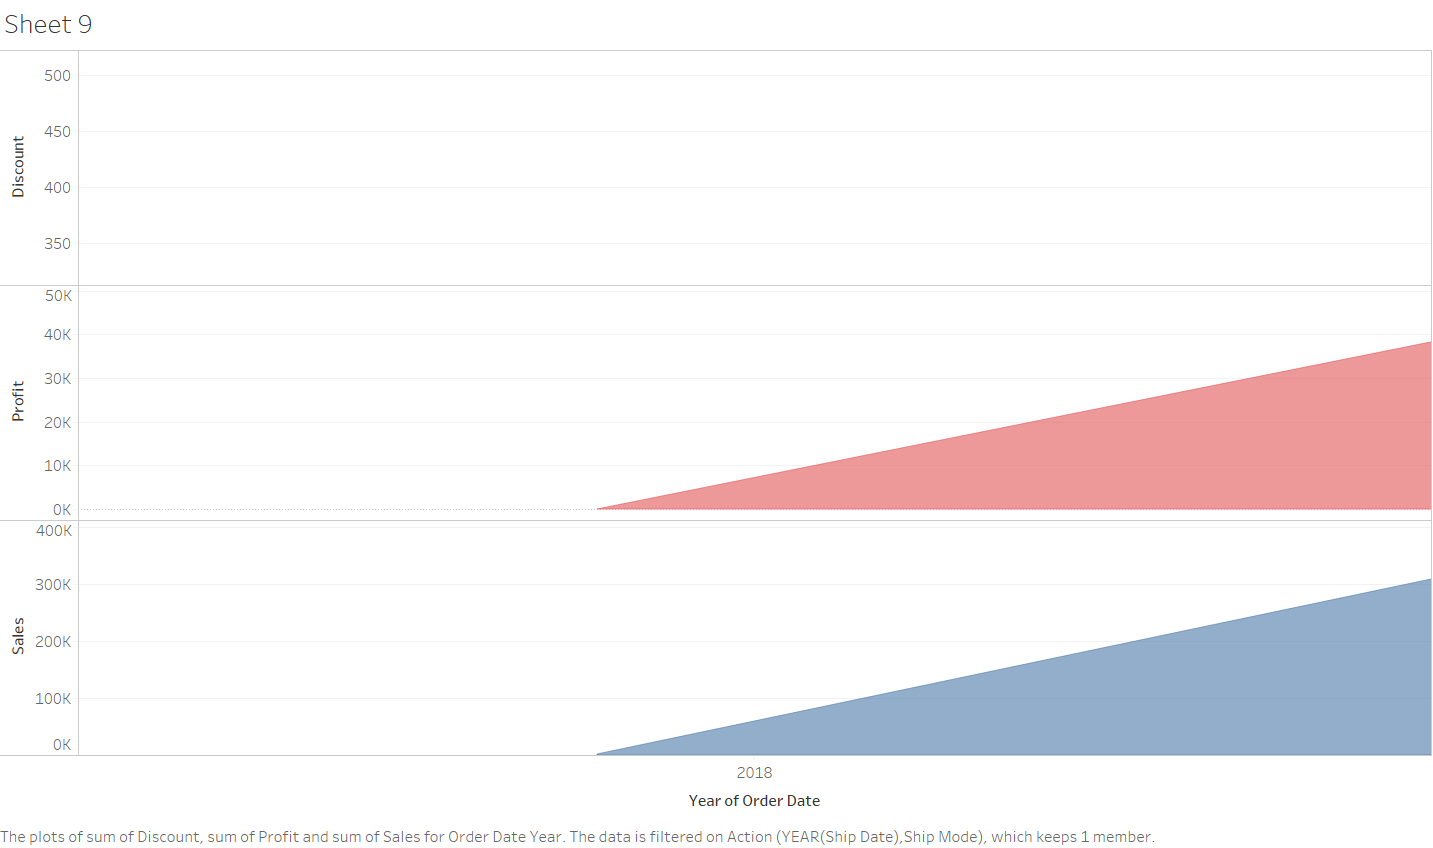 Sheet 9
500
450
400
350
Discount
50K
40K
30K
20K
10K
0K
Profit
400K
300K
200K
100K
0K
Sales
2018
Year of Order Date
The plots of sum of Discount, sum of Profit and sum of Sales for Order Date Year. The data is filtered on Action (YEAR(Ship Date),Ship Mode), which keeps 1 member.